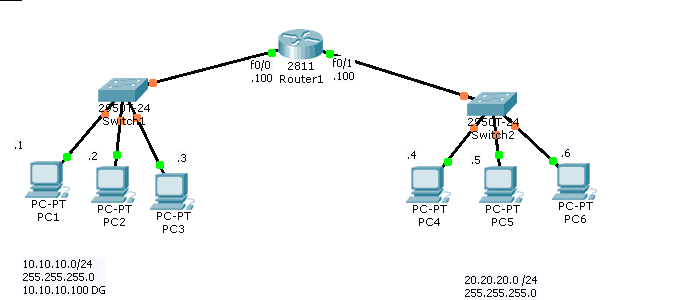 2811
Router1
f0/0
.100
f0/1
.100
2950T-24
Switch1
2950T-24
Switch2
.1
.2
.3
.4
.5
.6
PC-PT
PC1
PC-PT
PC2
PC-PT
PC3
PC-PT
PC4
PC-PT
PC5
PC-PT
PC6
10.10.10.0/24
255.255.255.0
10.10.10.100 DG
20.20.20.0 /24
255.255.255.0